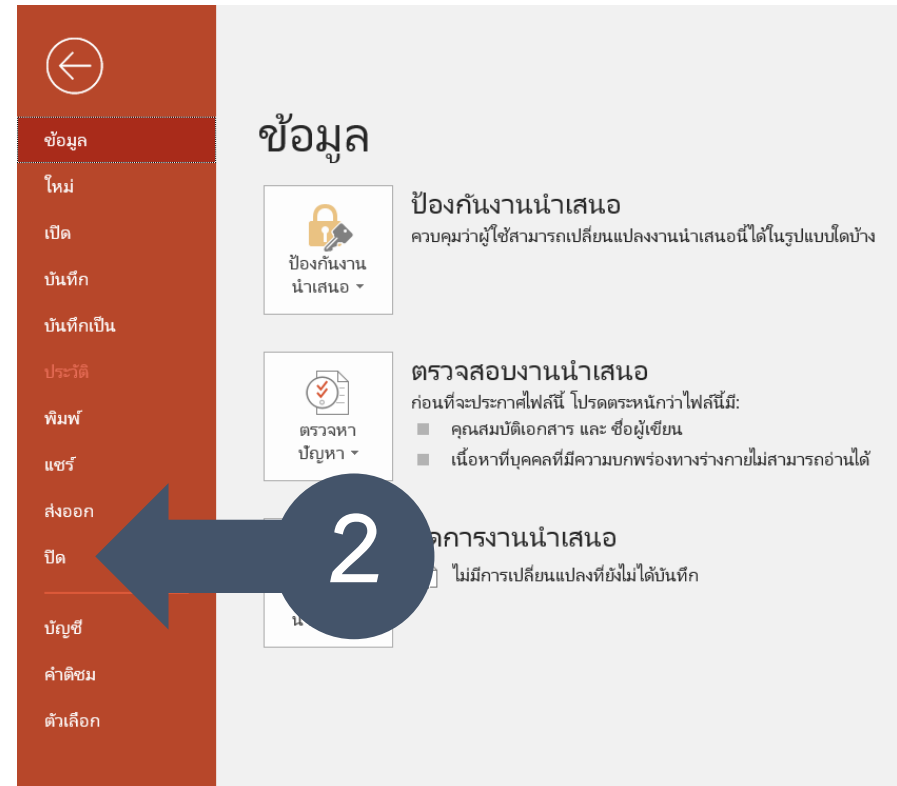 ข้อมูล
ใหม่
เปิด
บันทึก
บันทึกเป็น
ประวัติ
พิมพ์
แชร์
ส่งออก
ปิด
บัญชี
คำติชม
ตัวเลือก
ข้อมูล
ป้องกันงาน
นำเสนอ
ป้องกันงานนำเสนอ
ควบคุมว่าผู้ใช้สามารถเปลี่ยนแปลงงานนำเสนอนี้ได้ในรูปแบบใดบ้าง
ตรวจหา
ปัญหา
ตรวจสอบงานนำเสนอ
ก่อนที่จะประกาศไฟล์นี้ โปรดตระหนักว่าไฟล์นี้มี:
คุณสมบัติเอกสาร และ ชื่อผู้เขียน
เนื้อหาที่บุคคลที่มีความบกพร่องทางร่างกายไม่สามารถอ่านได้
2
การงานนำเสนอ
ไม่มีการเปลี่ยนแปลงที่ยังไม่ได้บันทึก